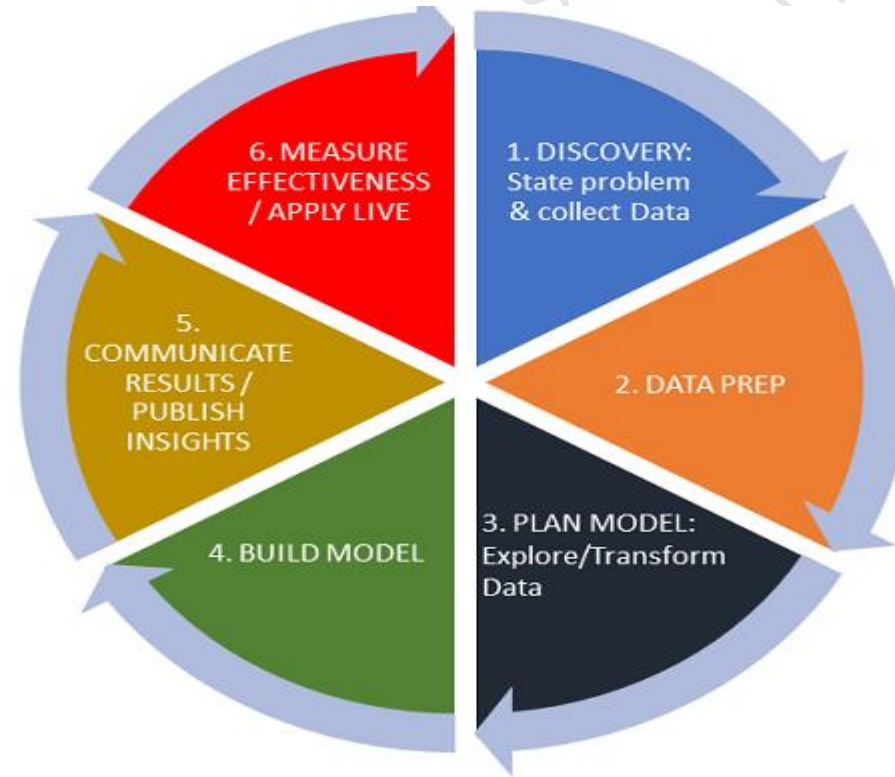 1. DISCOVERY:
State problem
& collect Data
2. DATA PREP
3. PLAN MODEL:
Explore/Transform
Data
4. BUILD MODEL
5.
COMMUNICATE
RESULTS /
PUBLISH
INSIGHTS
6. MEASURE
EFFECTIVENESS
/ APPLY LIVE